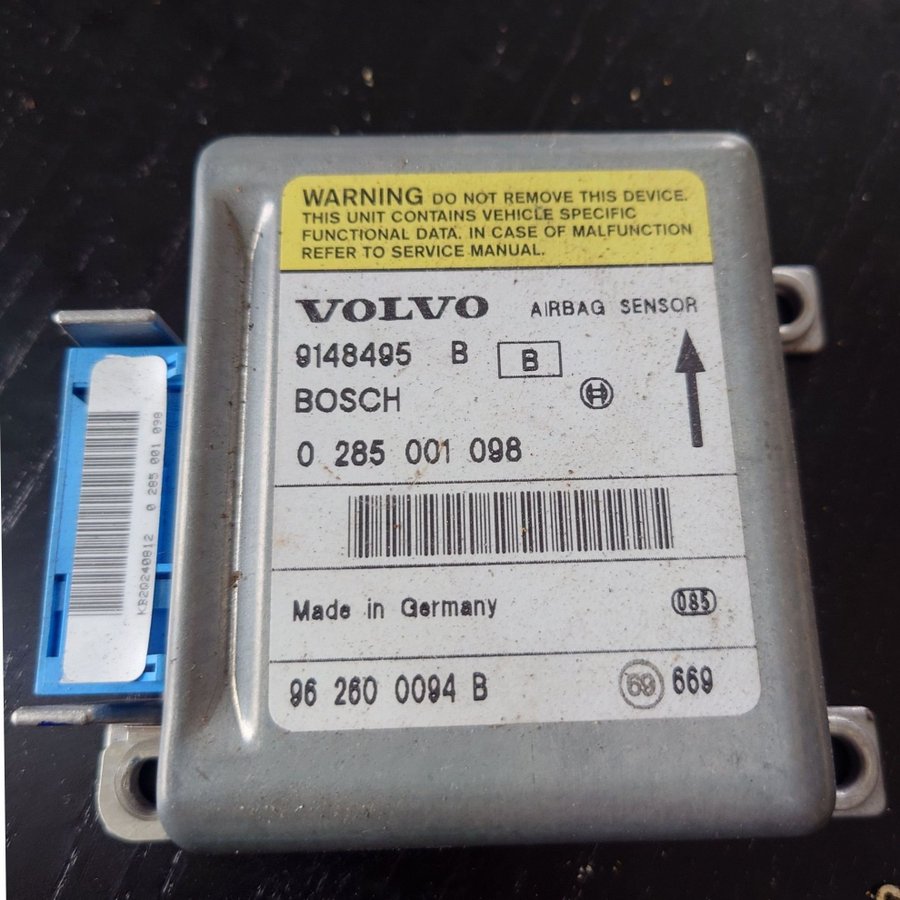 WARNING DO NOT REMOVE THIS DEVICE.
THIS UNIT CONTAINS VEHICLE SPECIFIC
FUNCTIONAL DATA. IN CASE OF MALFUNCTION
REFER TO SERVICE MANUAL.
VOLVO AIRBAG SENSOR
9148495 B B
BOSCH
0 285 001 098
Made in Germany 085
96 260 0094 B 69 669
KB20240812 0 285 001 098